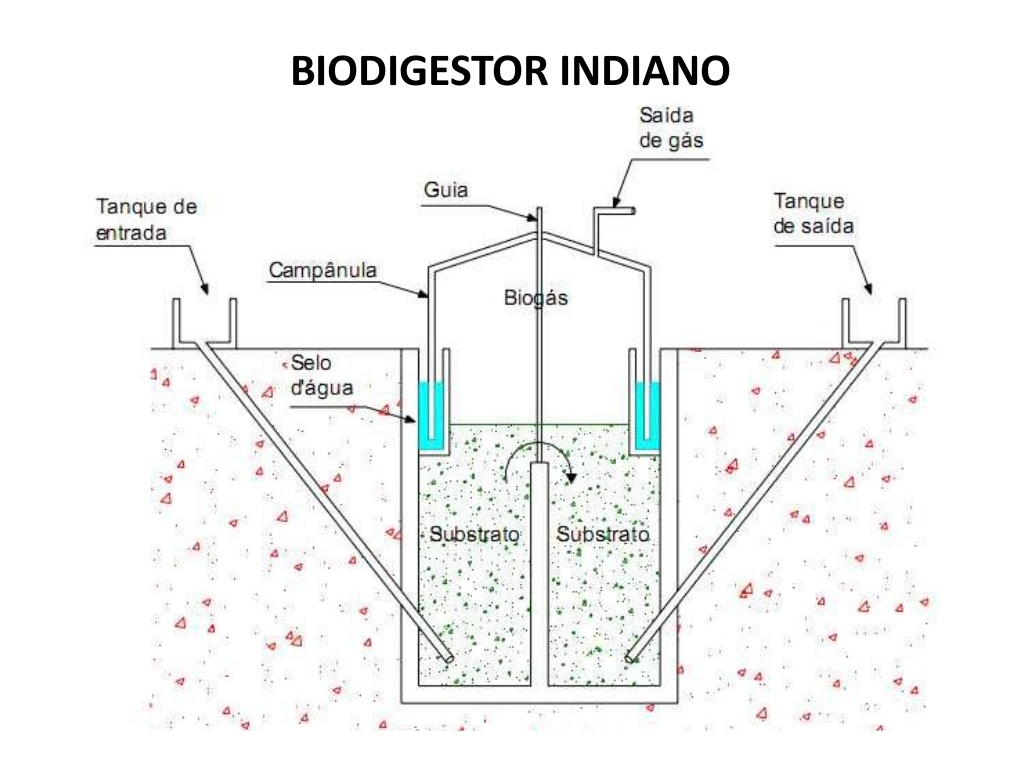 BIODIGESTOR INDIANO
Saída
de gás
Guia
Tanque de
entrada
Tanque
de saída
Campânula
Biogás
Selo
d'água
Substrato
Substrato